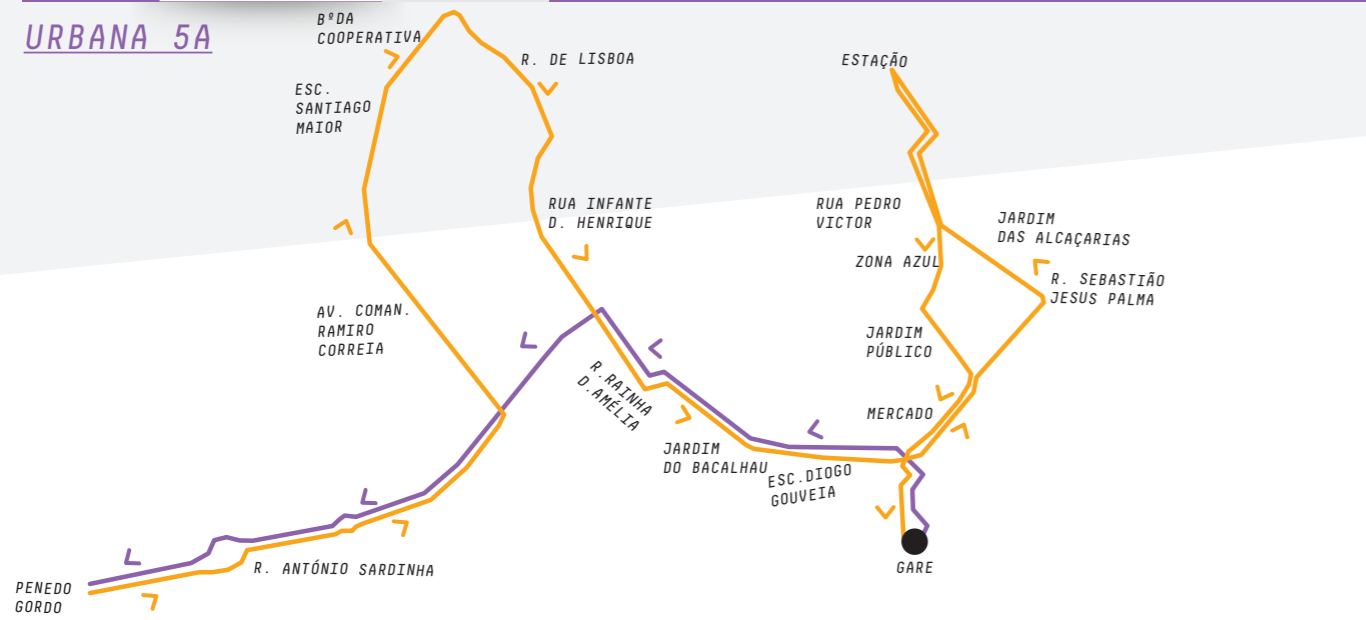 URBANA 5A
BºDA
COOPERATIVA
R. DE LISBOA
ESTAÇÃO
ESC.
SANTIAGO
MAIOR
RUA INFANTE
D. HENRIQUE
RUA PEDRO
VICTOR
JARDIM
DAS ALCAÇARIAS
ZONA AZUL
R. SEBASTIÃO
JESUS PALMA
AV. COMAN.
RAMIRO
CORREIA
JARDIM
PÚBLICO
R.RAINHA
D.AMÉLIA
MERCADO
JARDIM
DO BACALHAU
ESC.DIOGO
GOUVEIA
R. ANTÓNIO SARDINHA
GARE
PENEDO
GORDO